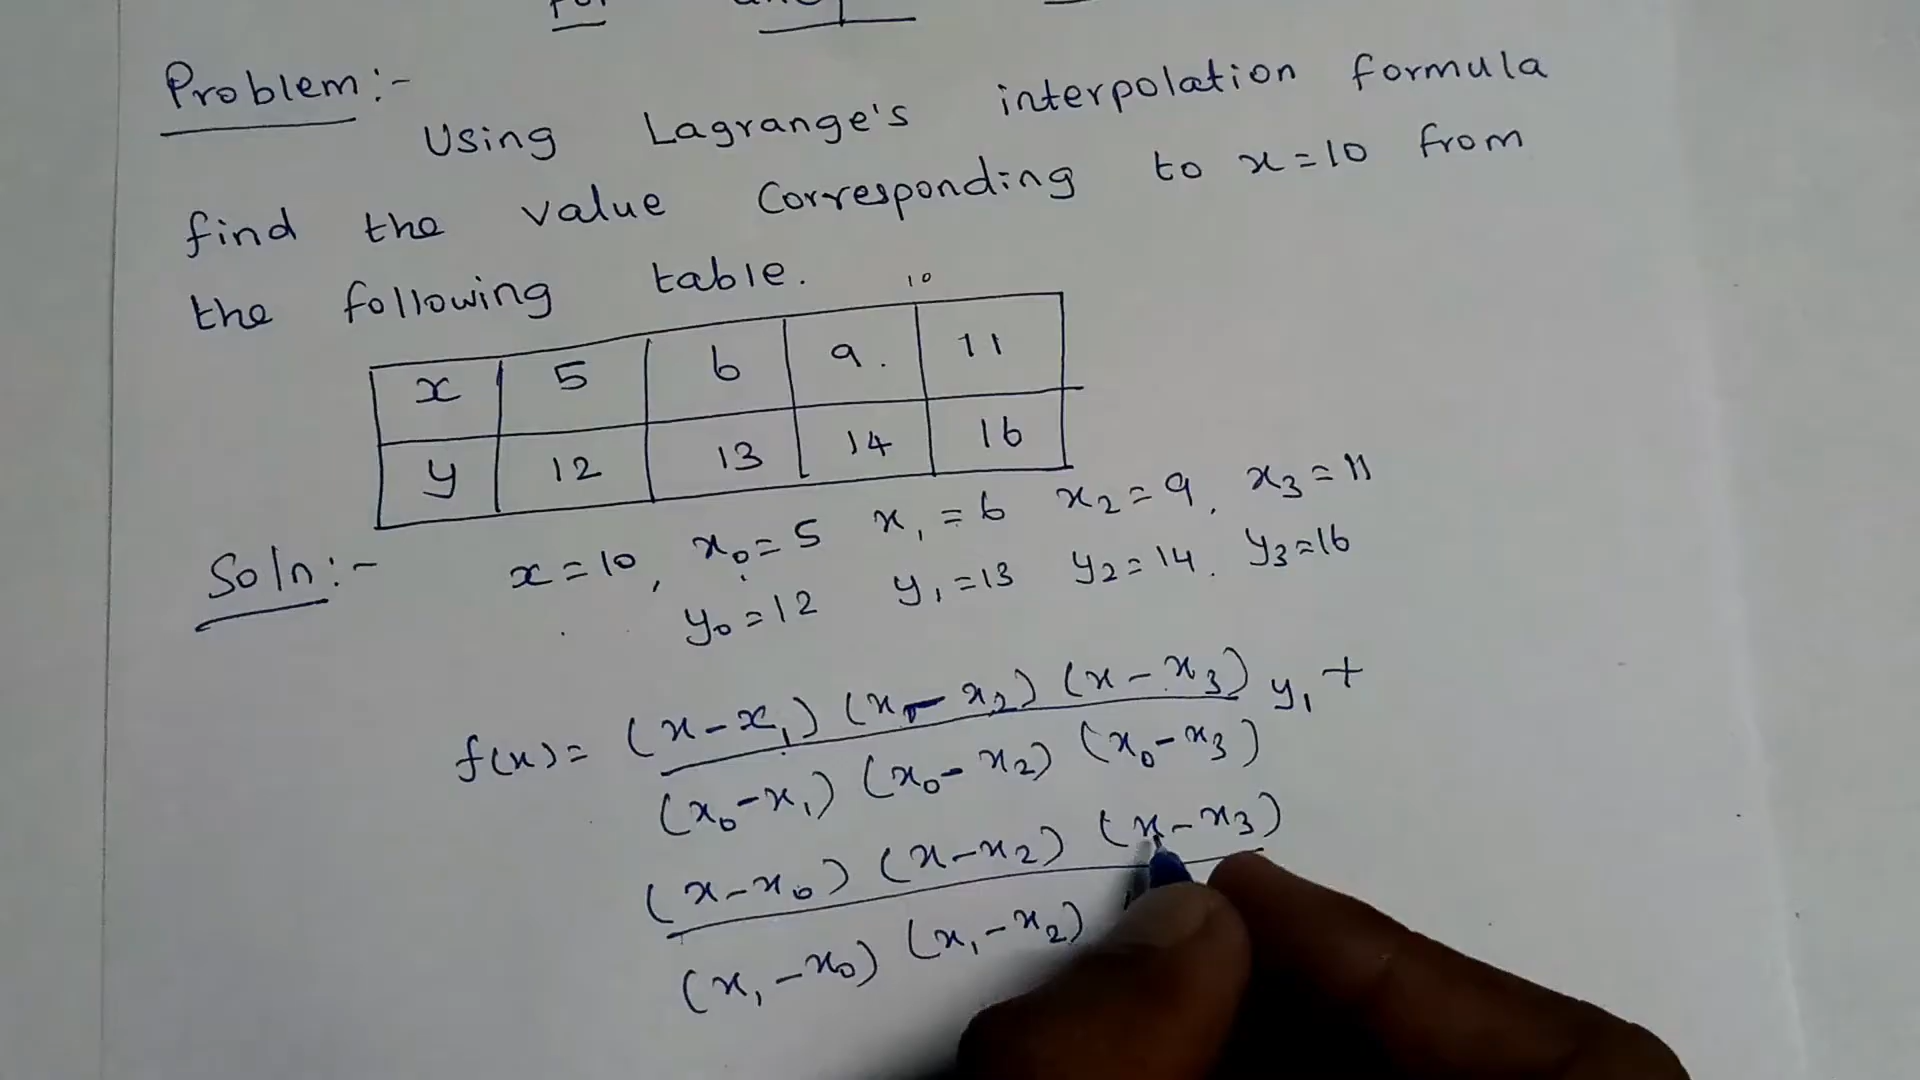 Problem:-
Using Lagrange's interpolation formula
find the value corresponding to x=10 from
the following table.
10
x 5 6 9. 11
y 12 13 14 16
Soln:- x=10, x₀=5 x₁=6 x₂=9, x₃=11
y₀=12 y₁=13 y₂=14. y₃=16
f(x)= (x-x₁) (x-x₂) (x-x₃) y₁ +
(x₀-x₁) (x₀-x₂) (x₀-x₃)
(x-x₀) (x-x₂) (x-x₃)
(x₁-x₀) (x₁-x₂)